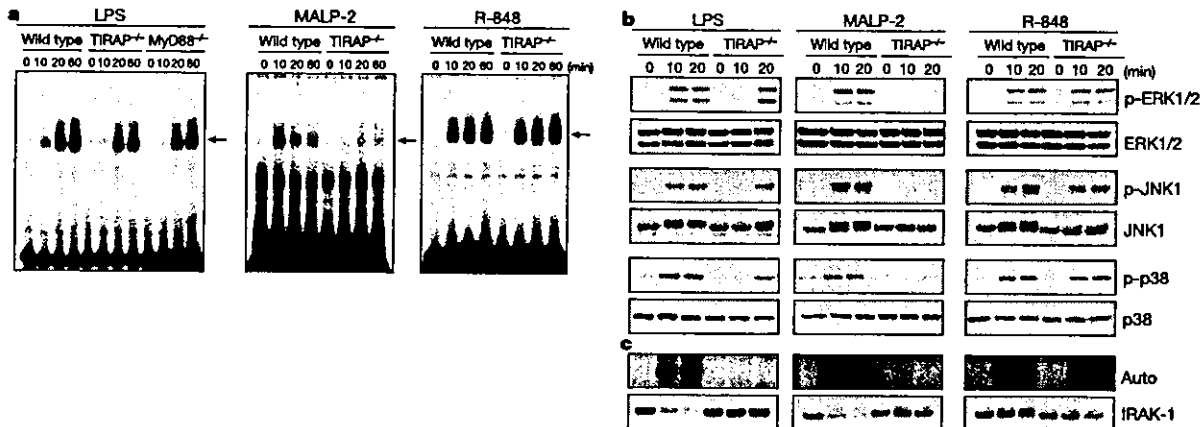 a
LPS MALP-2 R-848
Wild type TIRAP-/- MyD88-/- Wild type TIRAP-/- Wild type TIRAP-/-
0 10 20 60 0 10 20 60 0 10 20 60 0 10 20 60 0 10 20 60 0 10 20 60 0 10 20 60 (min)
b
LPS MALP-2 R-848
Wild type TIRAP-/- Wild type TIRAP-/- Wild type TIRAP-/-
0 10 20 0 10 20 0 10 20 0 10 20 0 10 20 0 10 20 (min)
p-ERK1/2
ERK1/2
p-JNK1
JNK1
p-p38
p38
c
Auto
IRAK-1